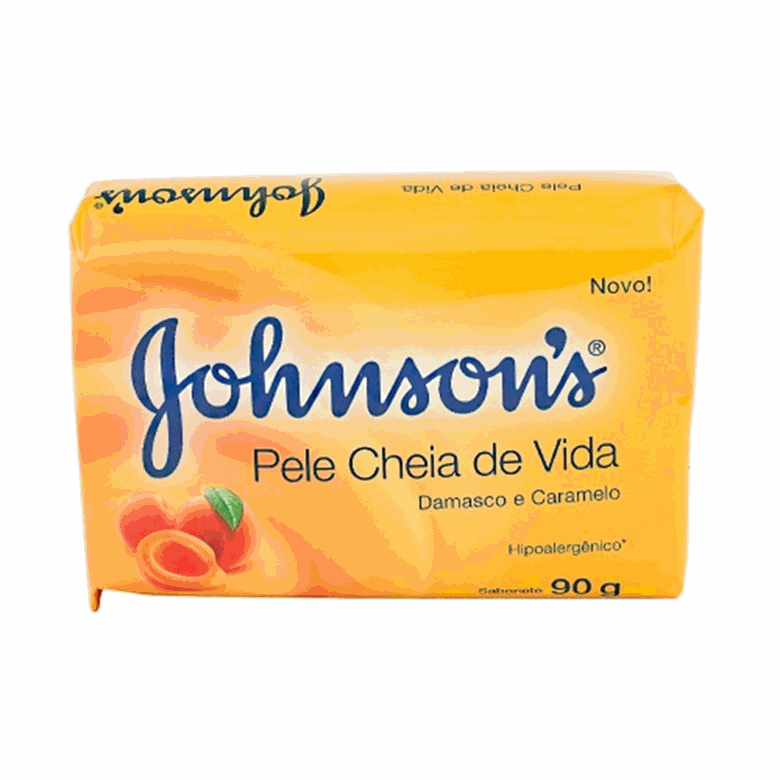 Johnson's®
Pele Cheia de Vida
Novo!
Johnson's®
Pele Cheia de Vida
Damasco e Caramelo
Hipoalergênico*
Sabonete 90 g